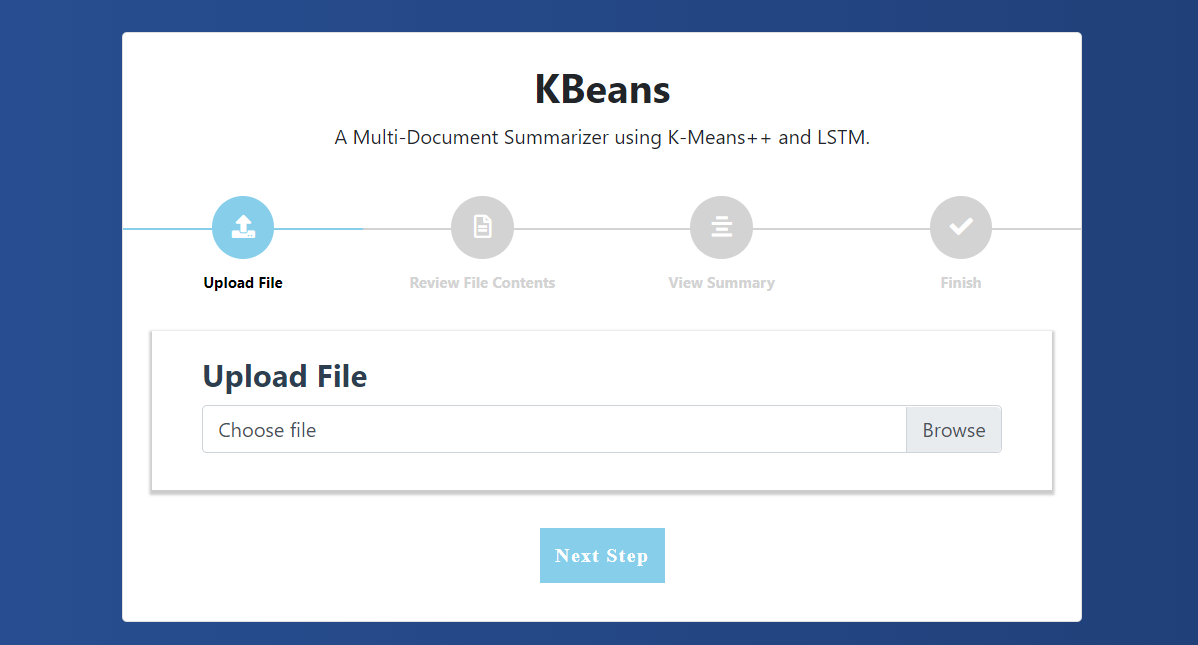 KBeans
A Multi-Document Summarizer using K-Means++ and LSTM.
Upload File
Review File Contents
View Summary
Finish
Upload File
Choose file
Browse
Next Step